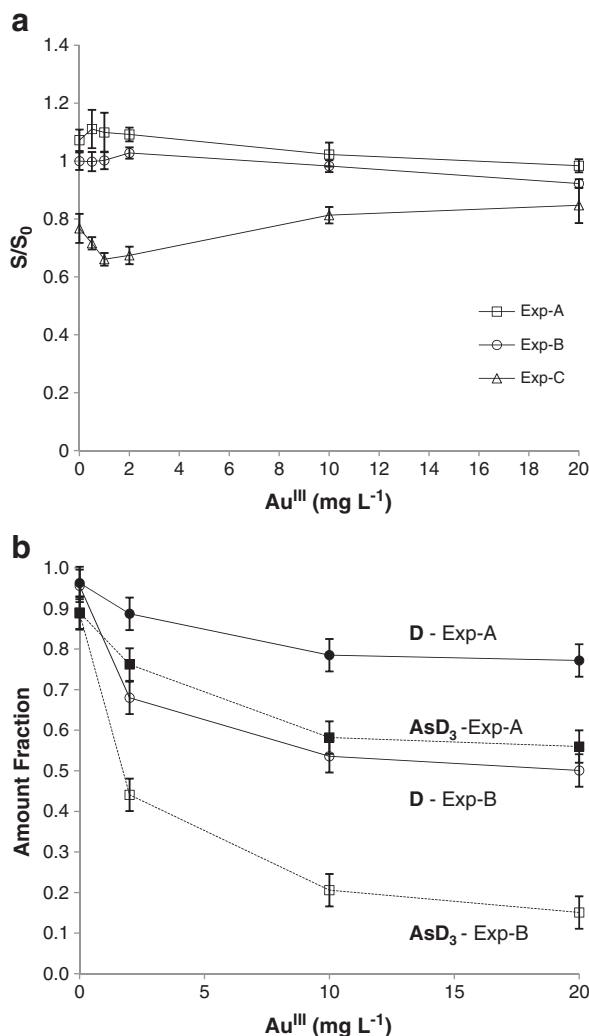 a
1.4
1.2
1
0.8
0.6
0.4
0.2
0
S/S₀
Exp-A
Exp-B
Exp-C
0 2 4 6 8 10 12 14 16 18 20
Auᴵᴵᴵ (mg L⁻¹)
b
1.0
0.9
0.8
0.7
0.6
0.5
0.4
0.3
0.2
0.1
0.0
Amount Fraction
D - Exp-A
AsD₃ -Exp-A
D - Exp-B
AsD₃ - Exp-B
0 5 10 15 20
Auᴵᴵᴵ (mg L⁻¹)